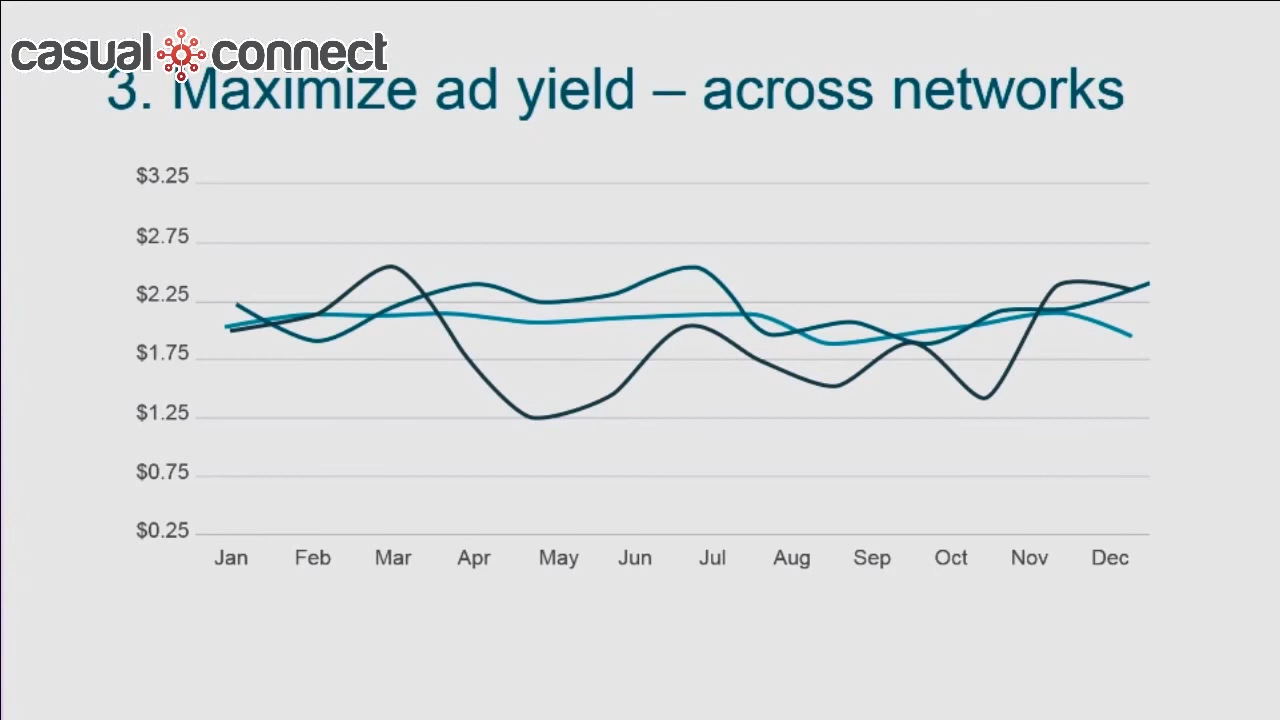 casual connect
3. Maximize ad yield – across networks
$3.25
$2.75
$2.25
$1.75
$1.25
$0.75
$0.25
Jan Feb Mar Apr May Jun Jul Aug Sep Oct Nov Dec